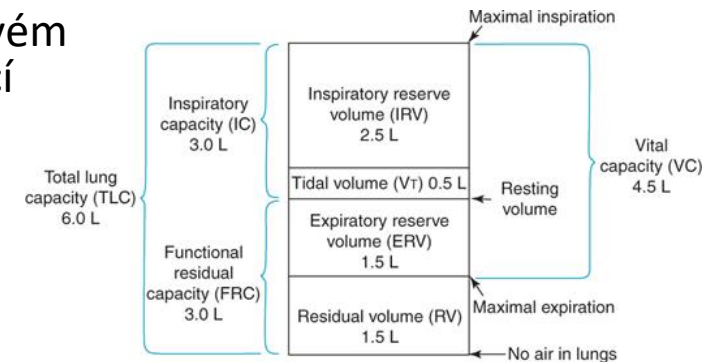 vém
cí
Maximal inspiration
Inspiratory
capacity (IC)
3.0 L
Inspiratory reserve
volume (IRV)
2.5 L
Vital
capacity (VC)
4.5 L
Total lung
capacity (TLC)
6.0 L
Tidal volume (VT) 0.5 L
Resting
volume
Functional
residual
capacity (FRC)
3.0 L
Expiratory reserve
volume (ERV)
1.5 L
Maximal expiration
Residual volume (RV)
1.5 L
No air in lungs